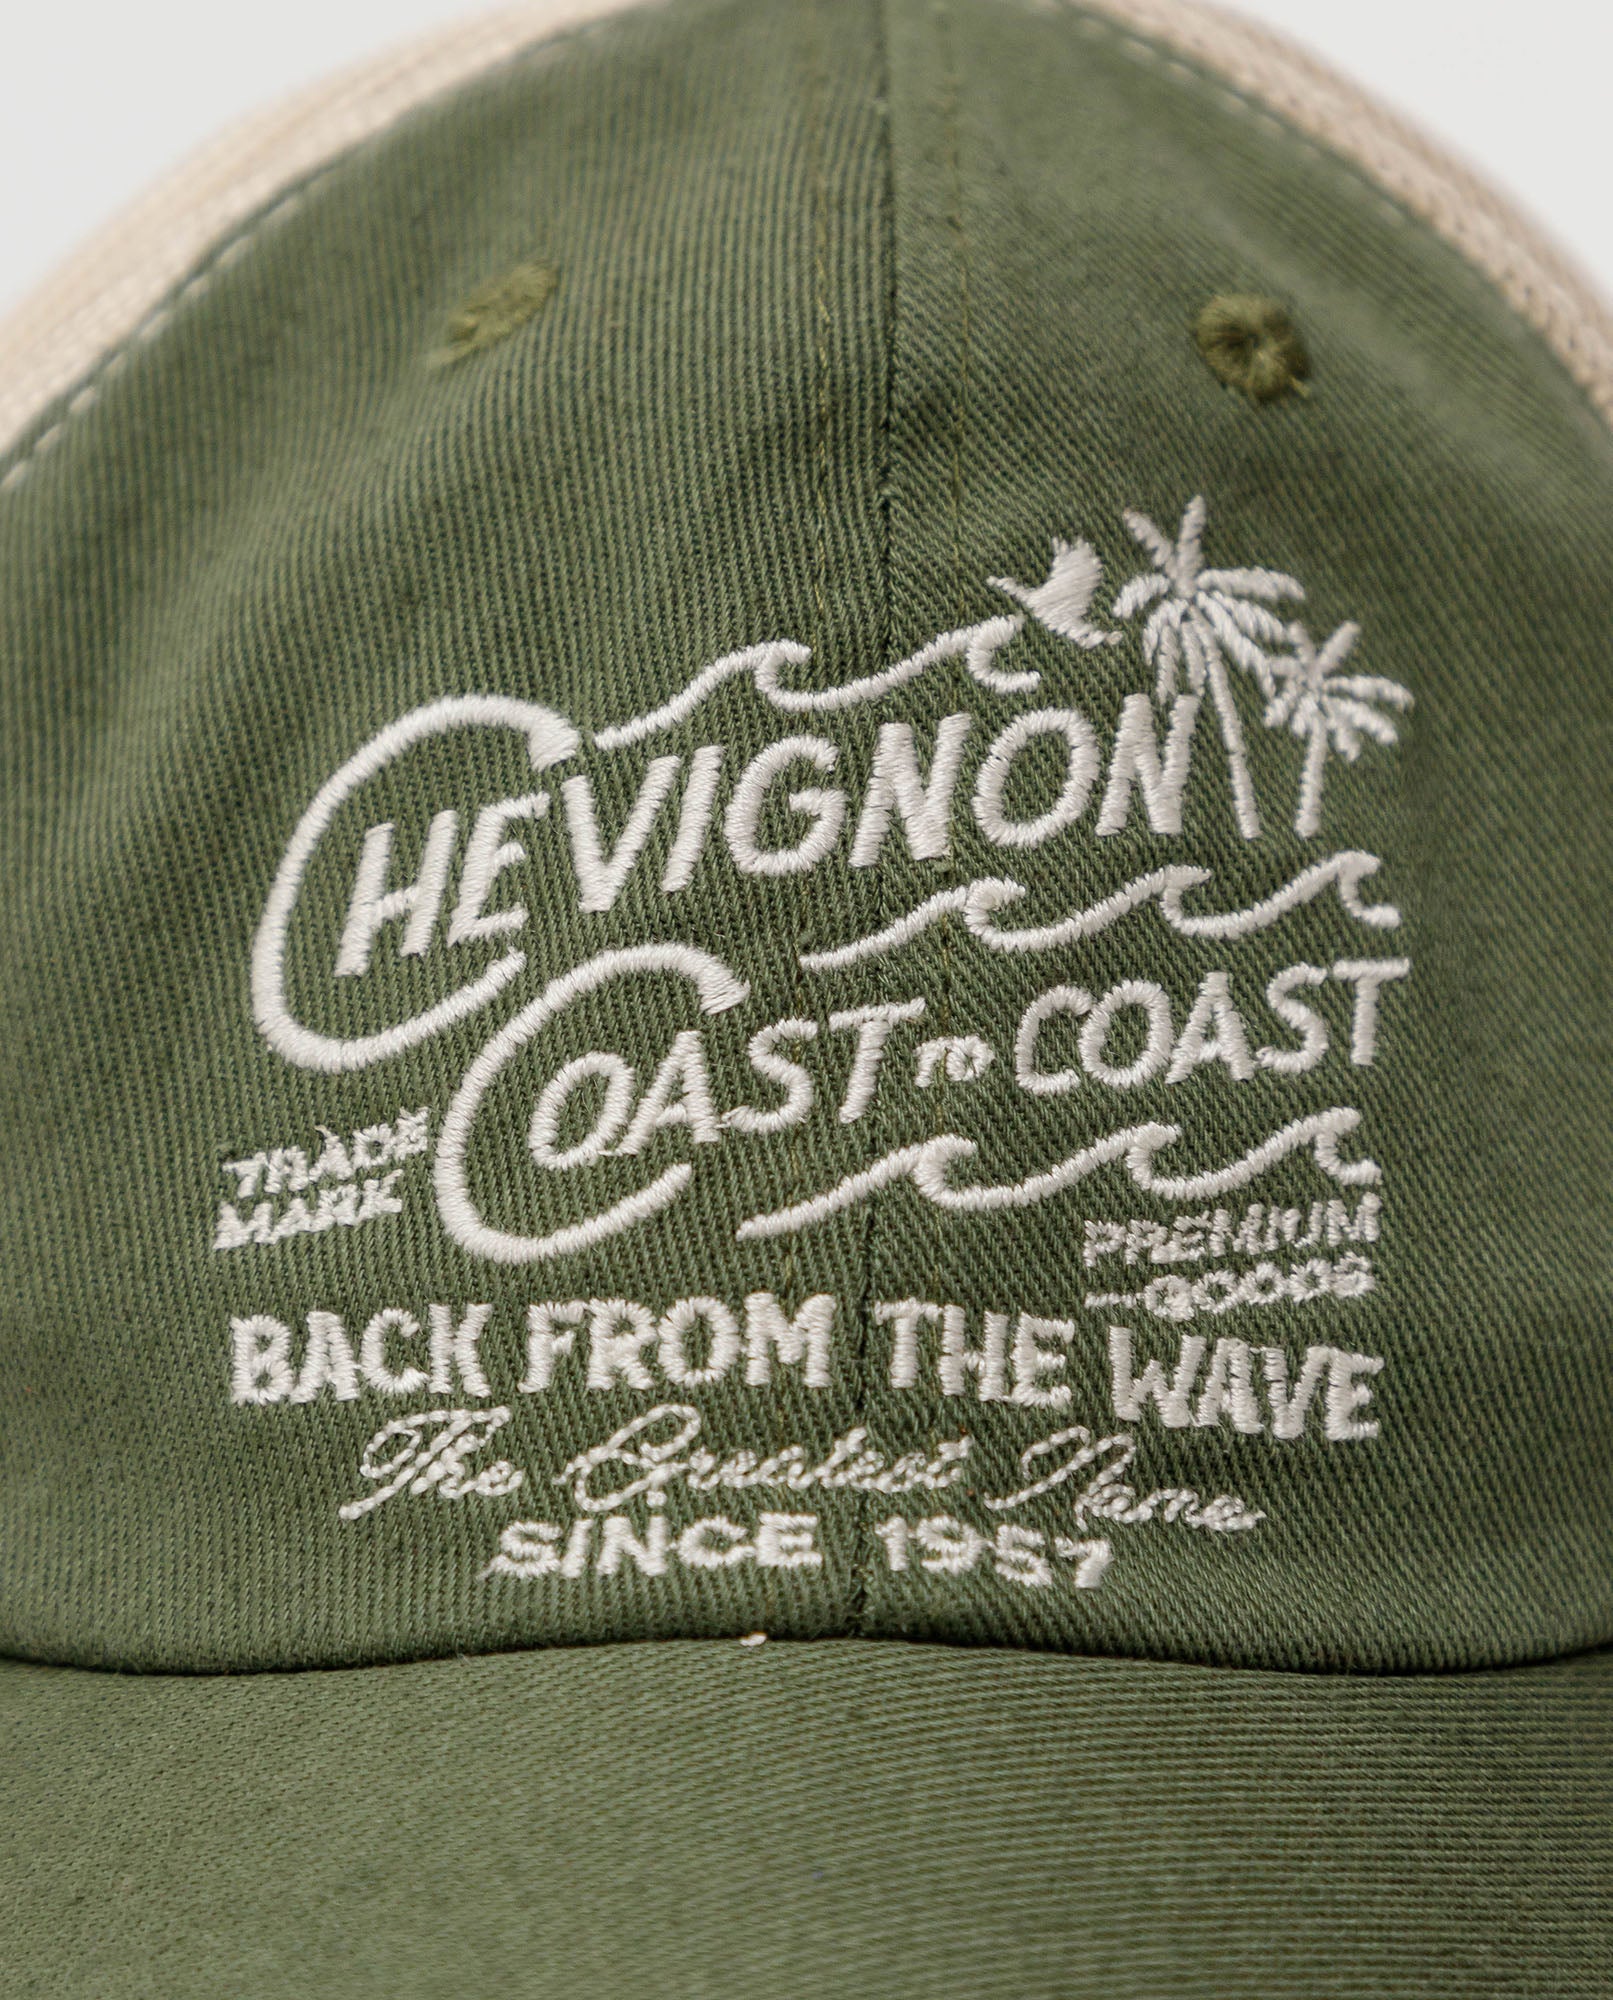 CHEVIGNON
COAST TO COAST
TRADE
MARK
PREMIUM
GOODS
BACK FROM THE WAVE
The Greatest Name
SINCE 1957